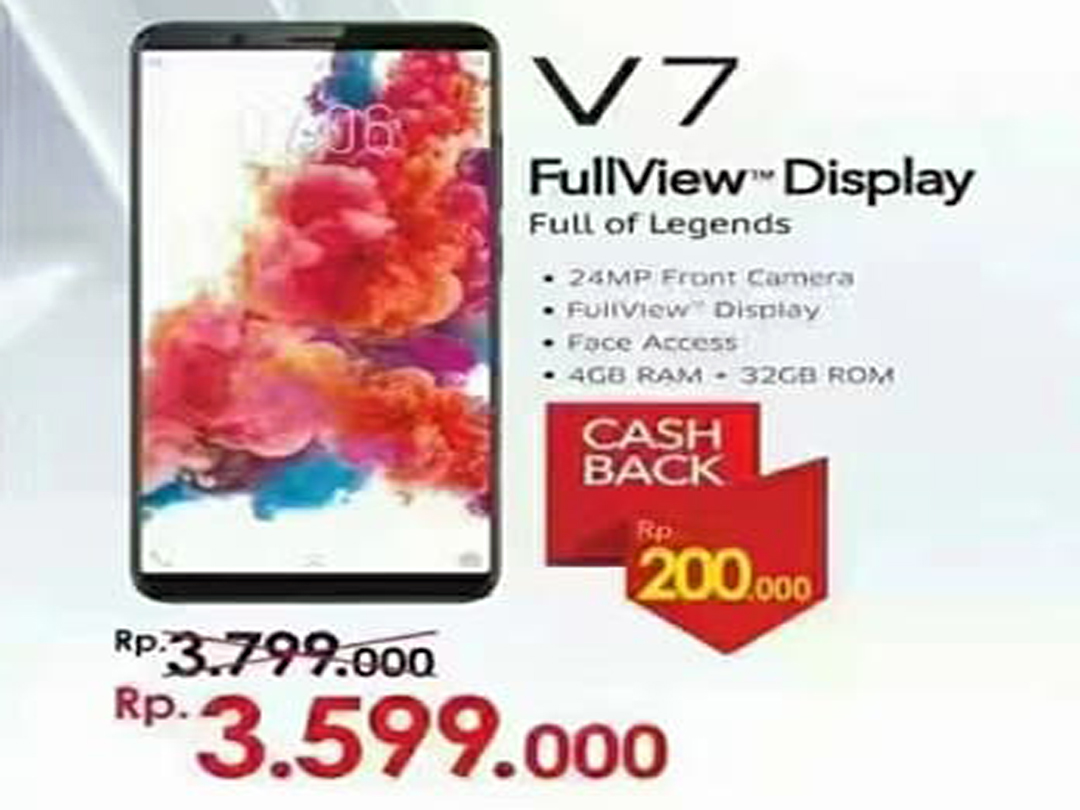 V7
FullView™ Display
Full of Legends
• 24MP Front Camera
• FullView™ Display
• Face Access
• 4GB RAM + 32GB ROM
CASH
BACK
Rp
200.000
Rp.3.799.000
Rp.3.599.000